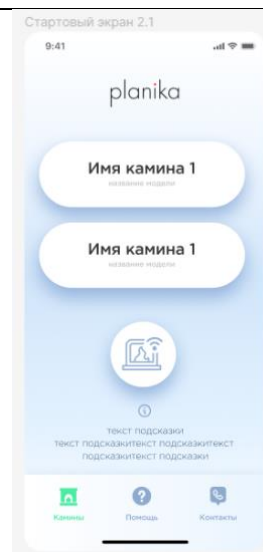 Стартовый экран 2.1
9:41
planika
Имя камина 1
название модели
Имя камина 1
название модели
текст подсказки
текст подсказкитекст подсказкитекст
подсказкитекст подсказки
Камины Помощь Контакты